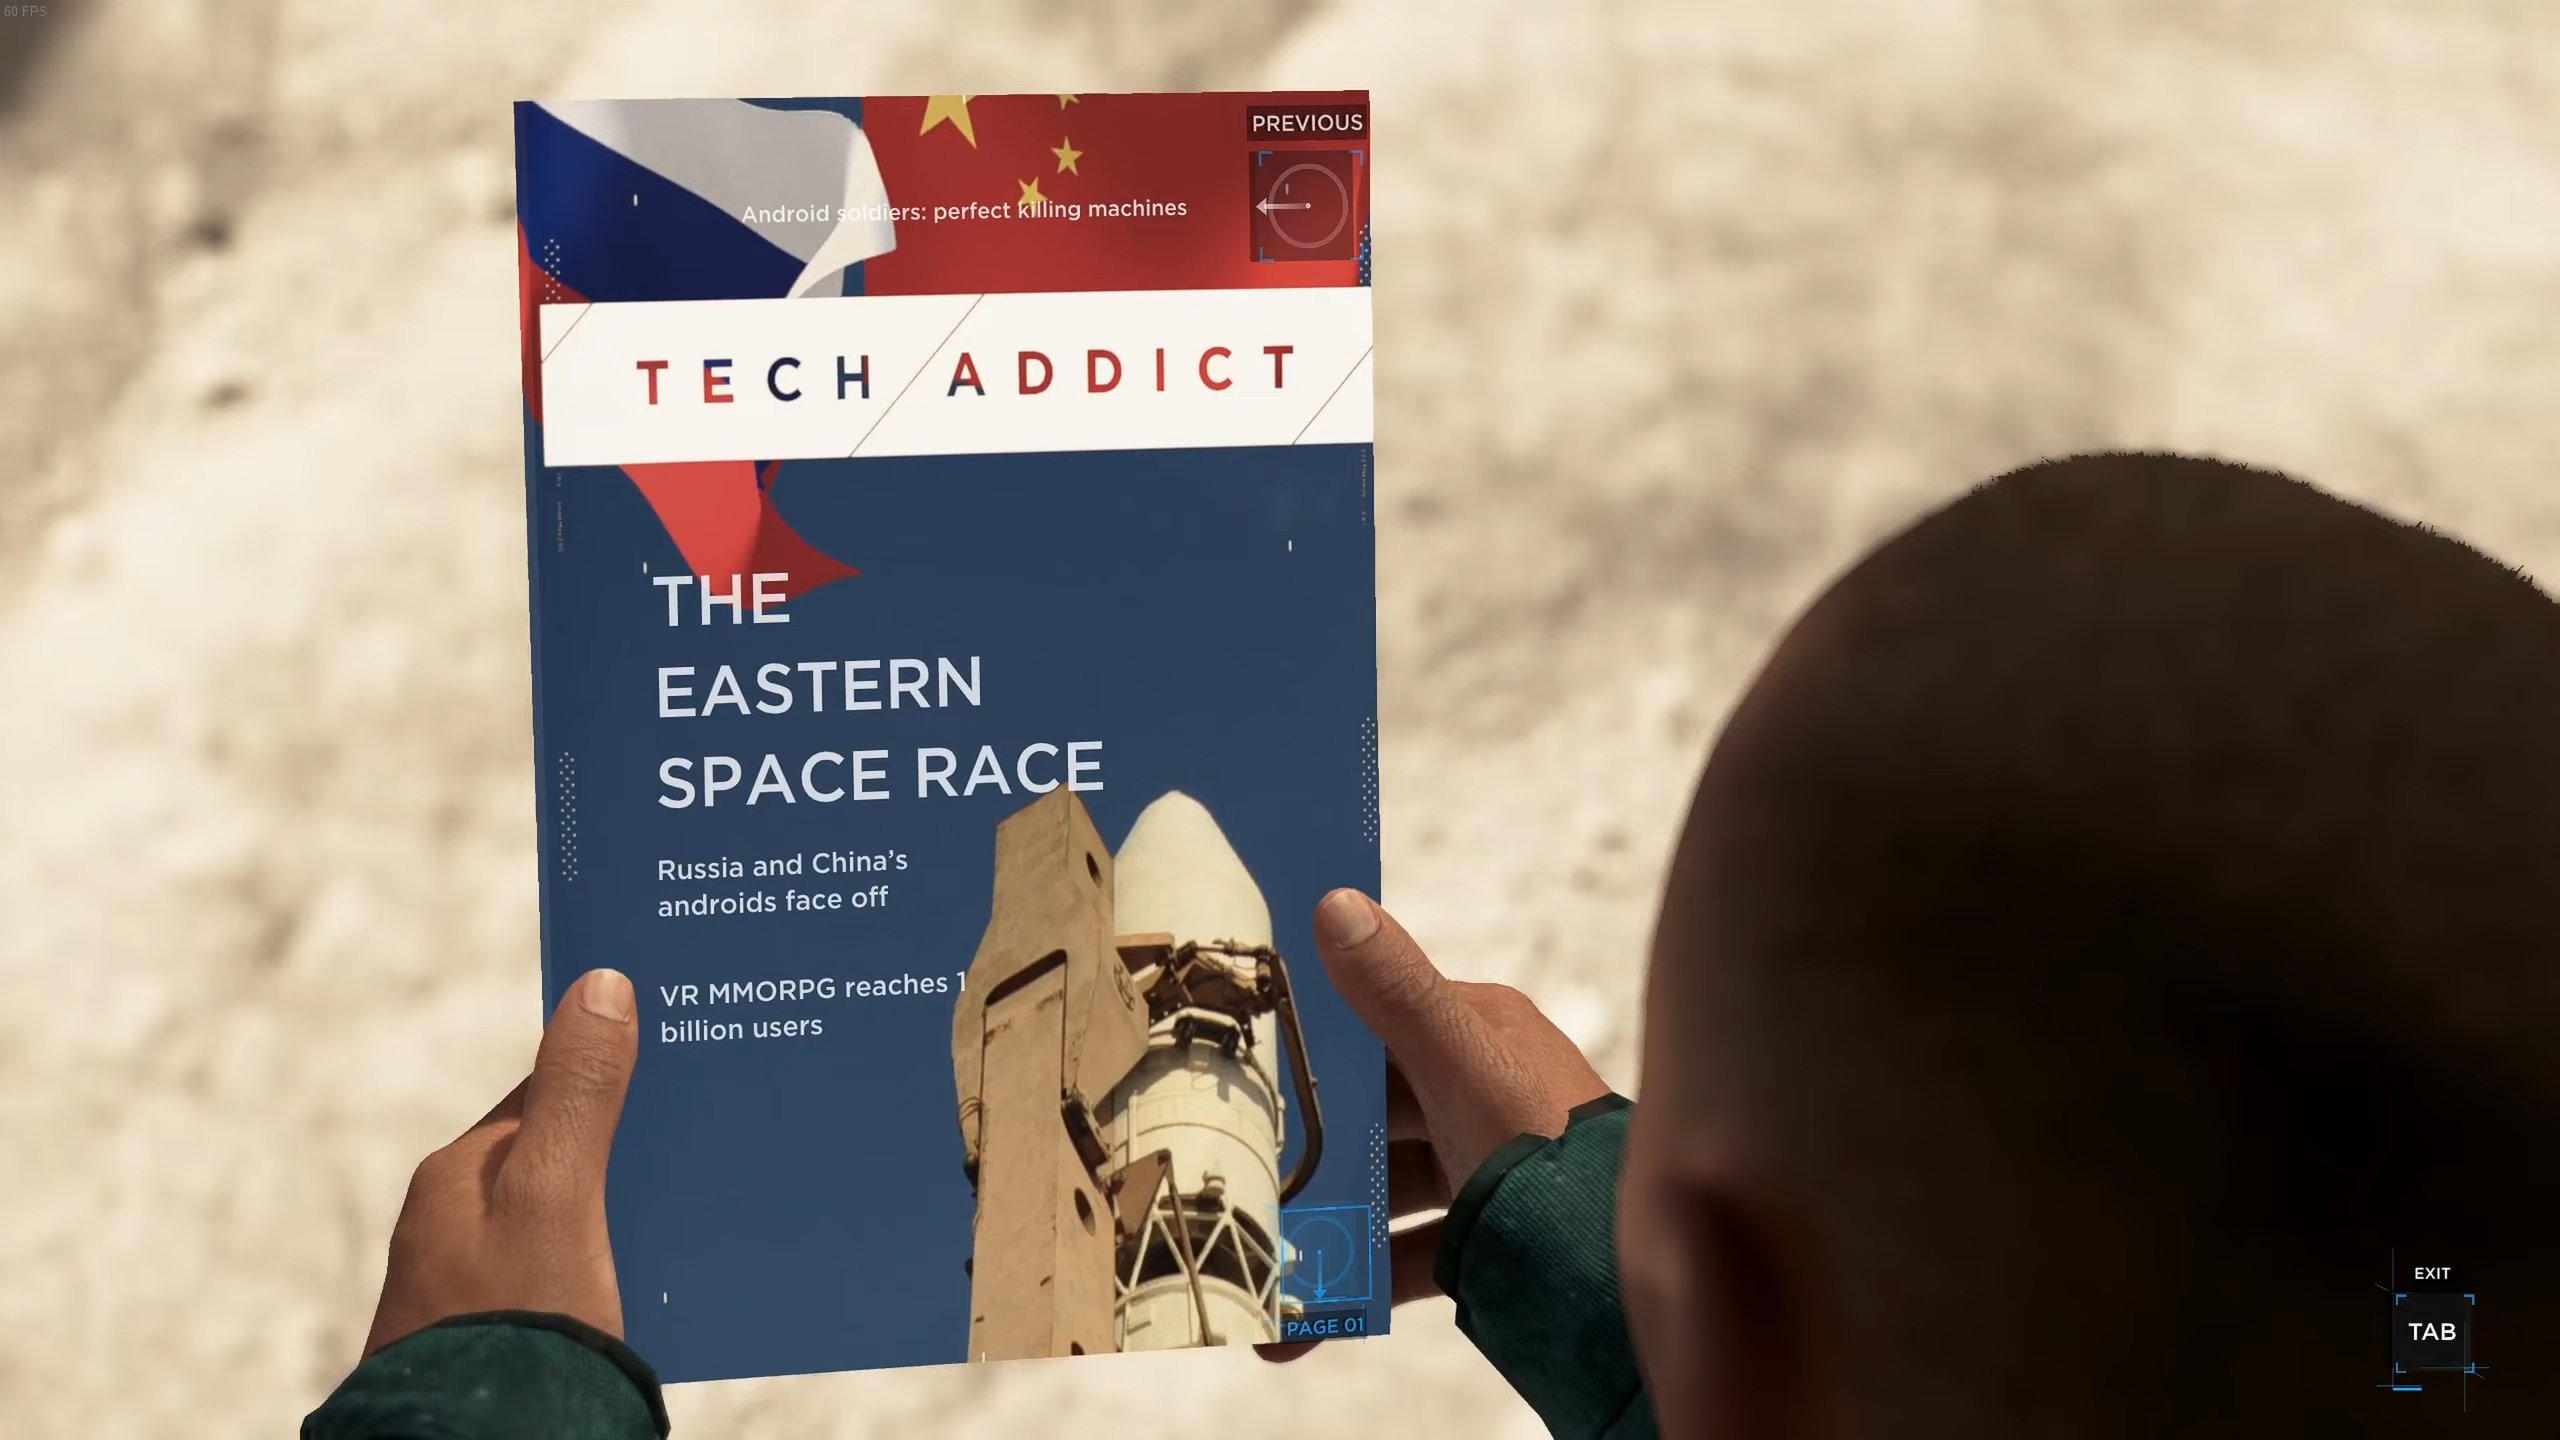 60 FPS
PREVIOUS
Android soldiers: perfect killing machines
TECH ADDICT
THE
EASTERN
SPACE RACE
Russia and China's
androids face off
VR MMORPG reaches 1
billion users
PAGE 01
EXIT
TAB